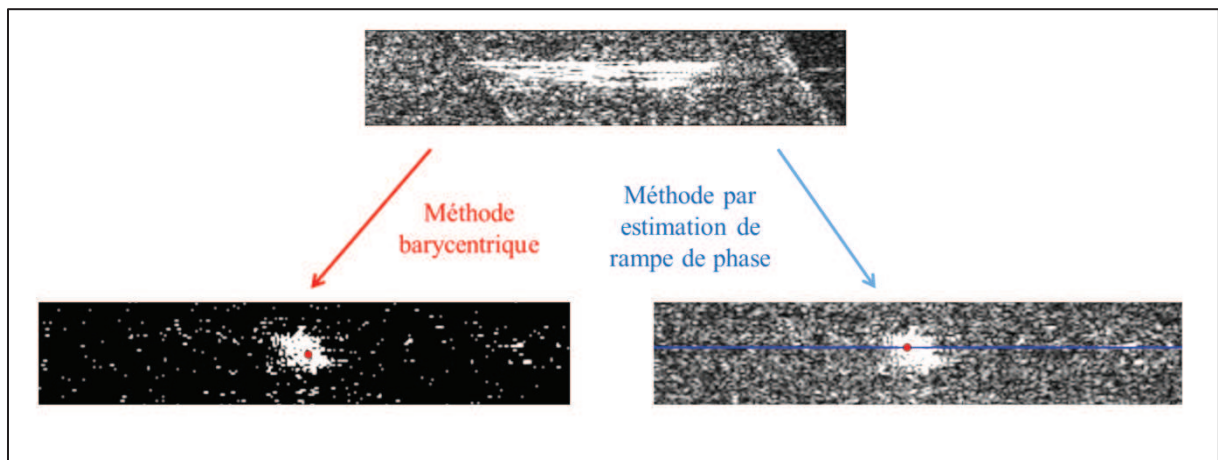 Méthode
barycentrique
Méthode par
estimation de
rampe de phase